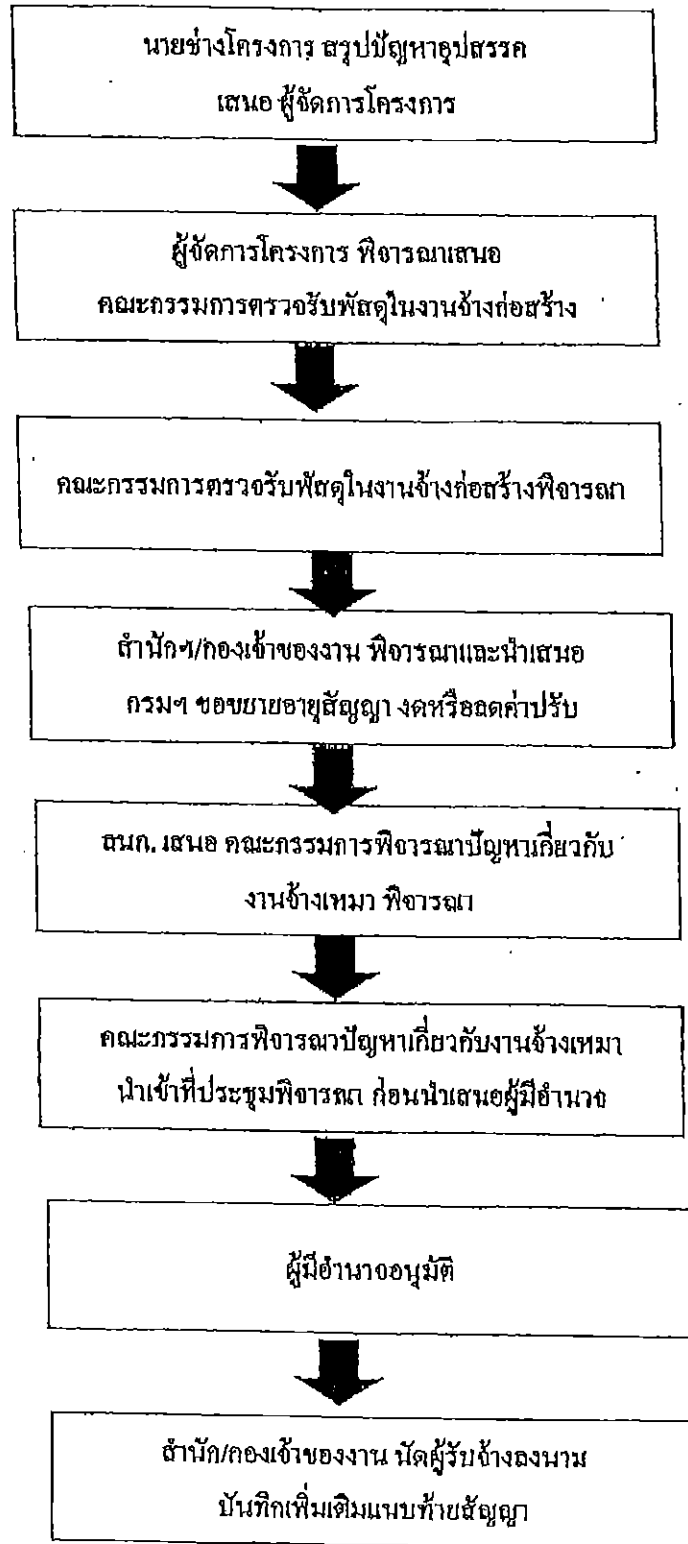 นายช่างโครงการ สรุปปัญหาอุปสรรค
เสนอ ผู้จัดการโครงการ
ผู้จัดการโครงการ พิจารณาเสนอ
คณะกรรมการตรวจรับพัสดุในงานจ้างก่อสร้าง
คณะกรรมการตรวจรับพัสดุในงานจ้างก่อสร้างพิจารณา
สำนักฯ/กองเจ้าของงาน พิจารณาและนำเสนอ
กรมฯ ขอขยายอายุสัญญา งดหรือลดค่าปรับ
สนก. เสนอ คณะกรรมการพิจารณาปัญหาเกี่ยวกับ
งานจ้างเหมา พิจารณา
คณะกรรมการพิจารณาปัญหาเกี่ยวกับงานจ้างเหมา
นำเข้าที่ประชุมพิจารณา ก่อนนำเสนอผู้มีอำนาจ
ผู้มีอำนาจอนุมัติ
สำนัก/กองเจ้าของงาน นัดผู้รับจ้างลงนาม
บันทึกเพิ่มเติมแนบท้ายสัญญา